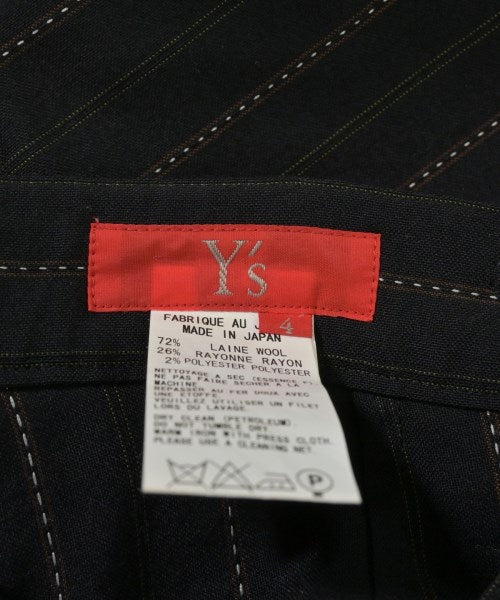 Y's
4
FABRIQUE AU J
MADE IN JAPAN
72% LAINE WOOL
26% RAYONNE RAYON
2% POLYESTER POLYESTER
NETTOYAGE A SEC (ESSENCE
NE PAS FAIRE SECHER A LA
MACHINE.
REPASSER AU FER DOUX AVEC
UNE ETOFFE.
VEUILLEZ UTILISER UN FILET
LORS DU LAVAGE.
DRY CLEAN (PETROLEUM)
DO NOT TUMBLE DRY
WARM IRON WITH PRESS CLOTH.
PLEASE USE A CLEANING NET.
P